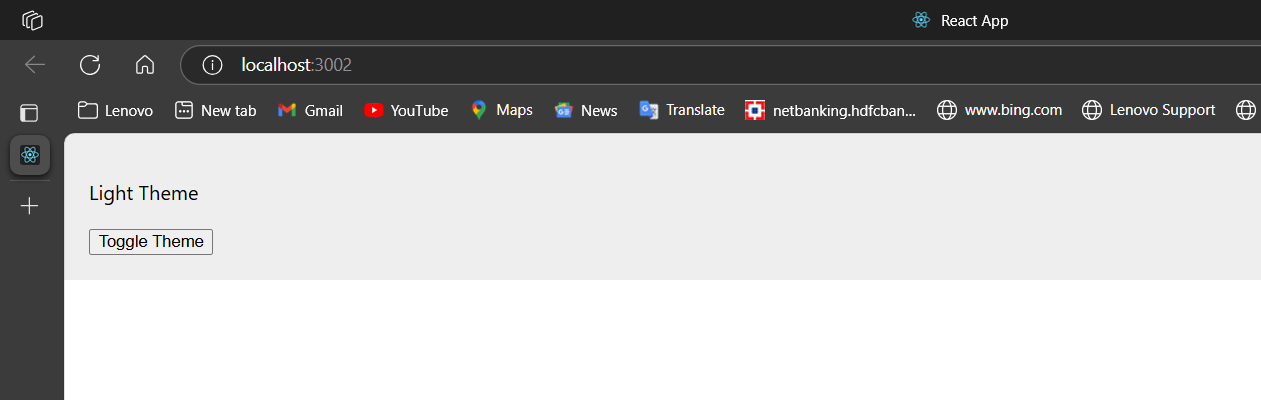 React App
localhost:3002
Lenovo New tab Gmail YouTube Maps News Translate netbanking.hdfcban... www.bing.com Lenovo Support
Light Theme
Toggle Theme